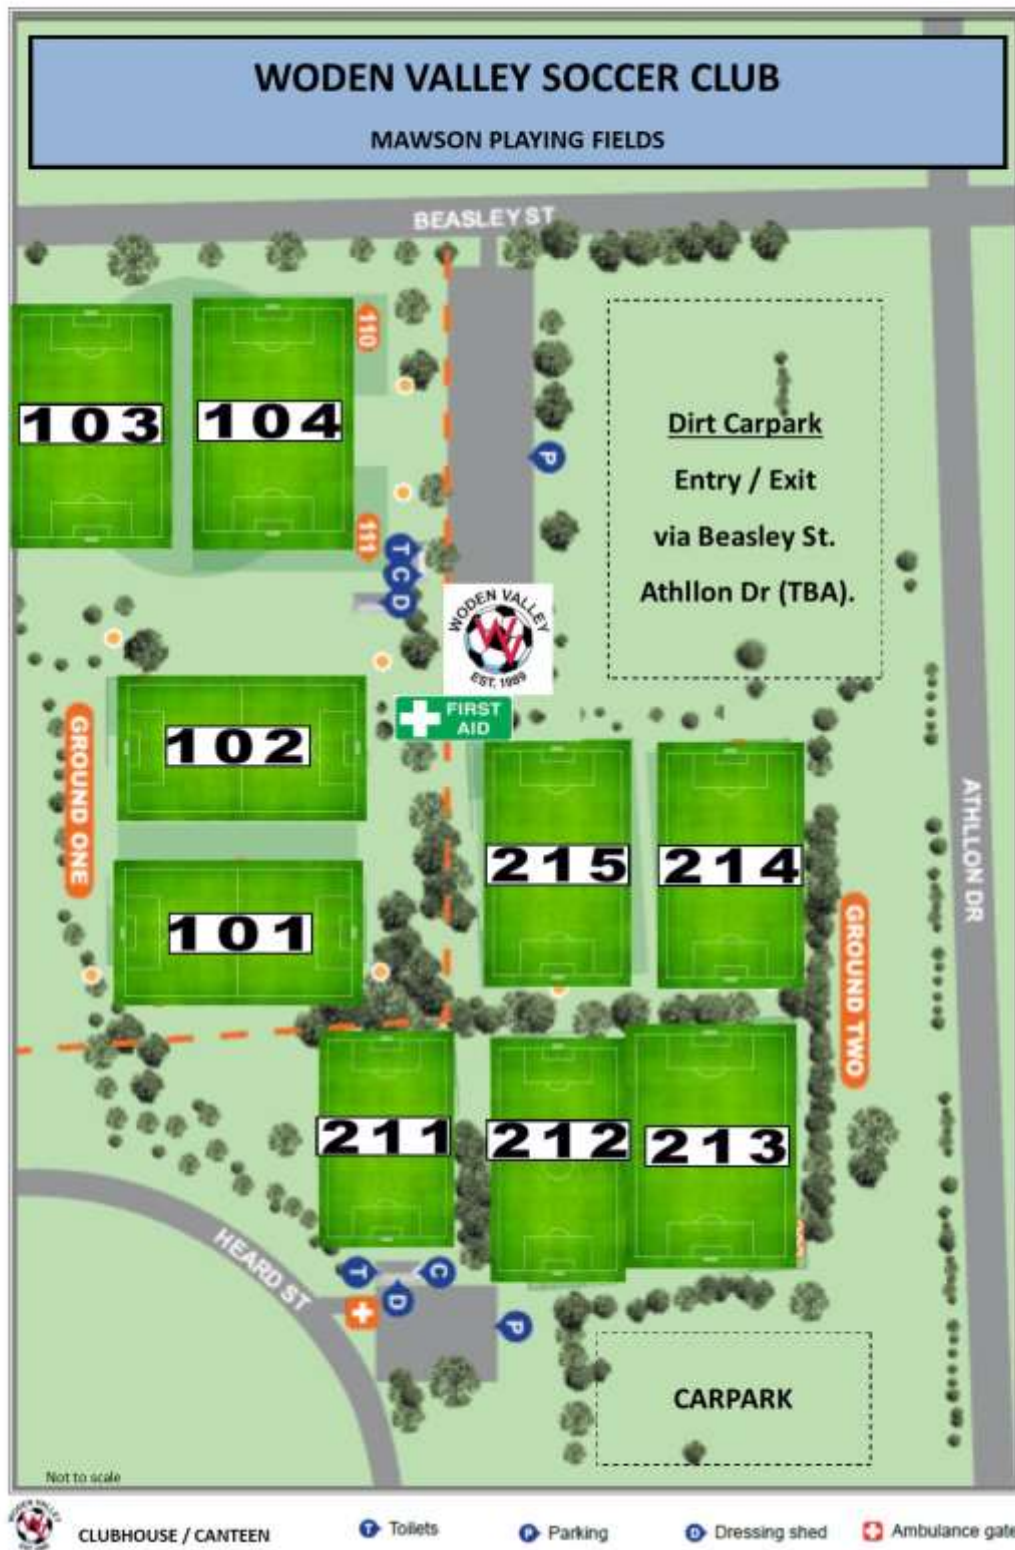 WODEN VALLEY SOCCER CLUB
MAWSON PLAYING FIELDS
BEASLEY ST
103
104
110
111
P
Dirt Carpark
Entry / Exit
via Beasley St.
Athllon Dr (TBA).
T
C
D
WODEN VALLEY
WV
EST. 1989
FIRST
AID
GROUND ONE
102
101
215
214
ATHLLON DR
GROUND TWO
211
212
213
HEARD ST
T
C
D
P
CARPARK
Not to scale
CLUBHOUSE / CANTEEN
T Toilets
P Parking
D Dressing shed
Ambulance gate